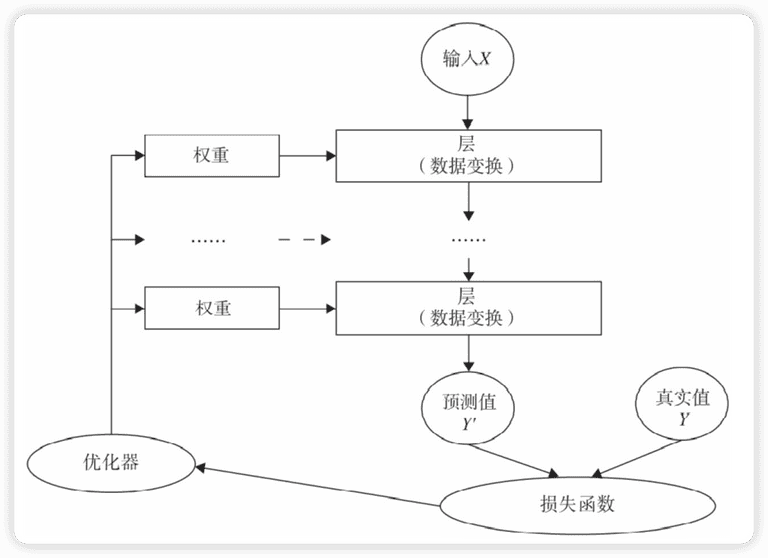 输入X
权重
层
（数据变换）
……
……
权重
层
（数据变换）
预测值
Y'
真实值
Y
优化器
损失函数